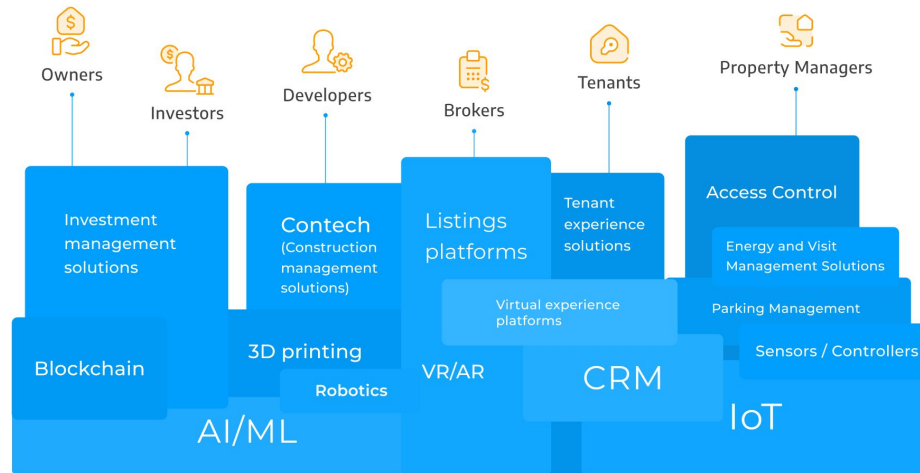 Owners
Investors
Developers
Brokers
Tenants
Property Managers
Investment
management
solutions
Contech
(Construction
management
solutions)
Listings
platforms
Tenant
experience
solutions
Access Control
Energy and Visit
Management Solutions
Virtual experience
platforms
Parking Management
Blockchain
3D printing
Robotics
VR/AR
CRM
Sensors / Controllers
AI/ML
IoT